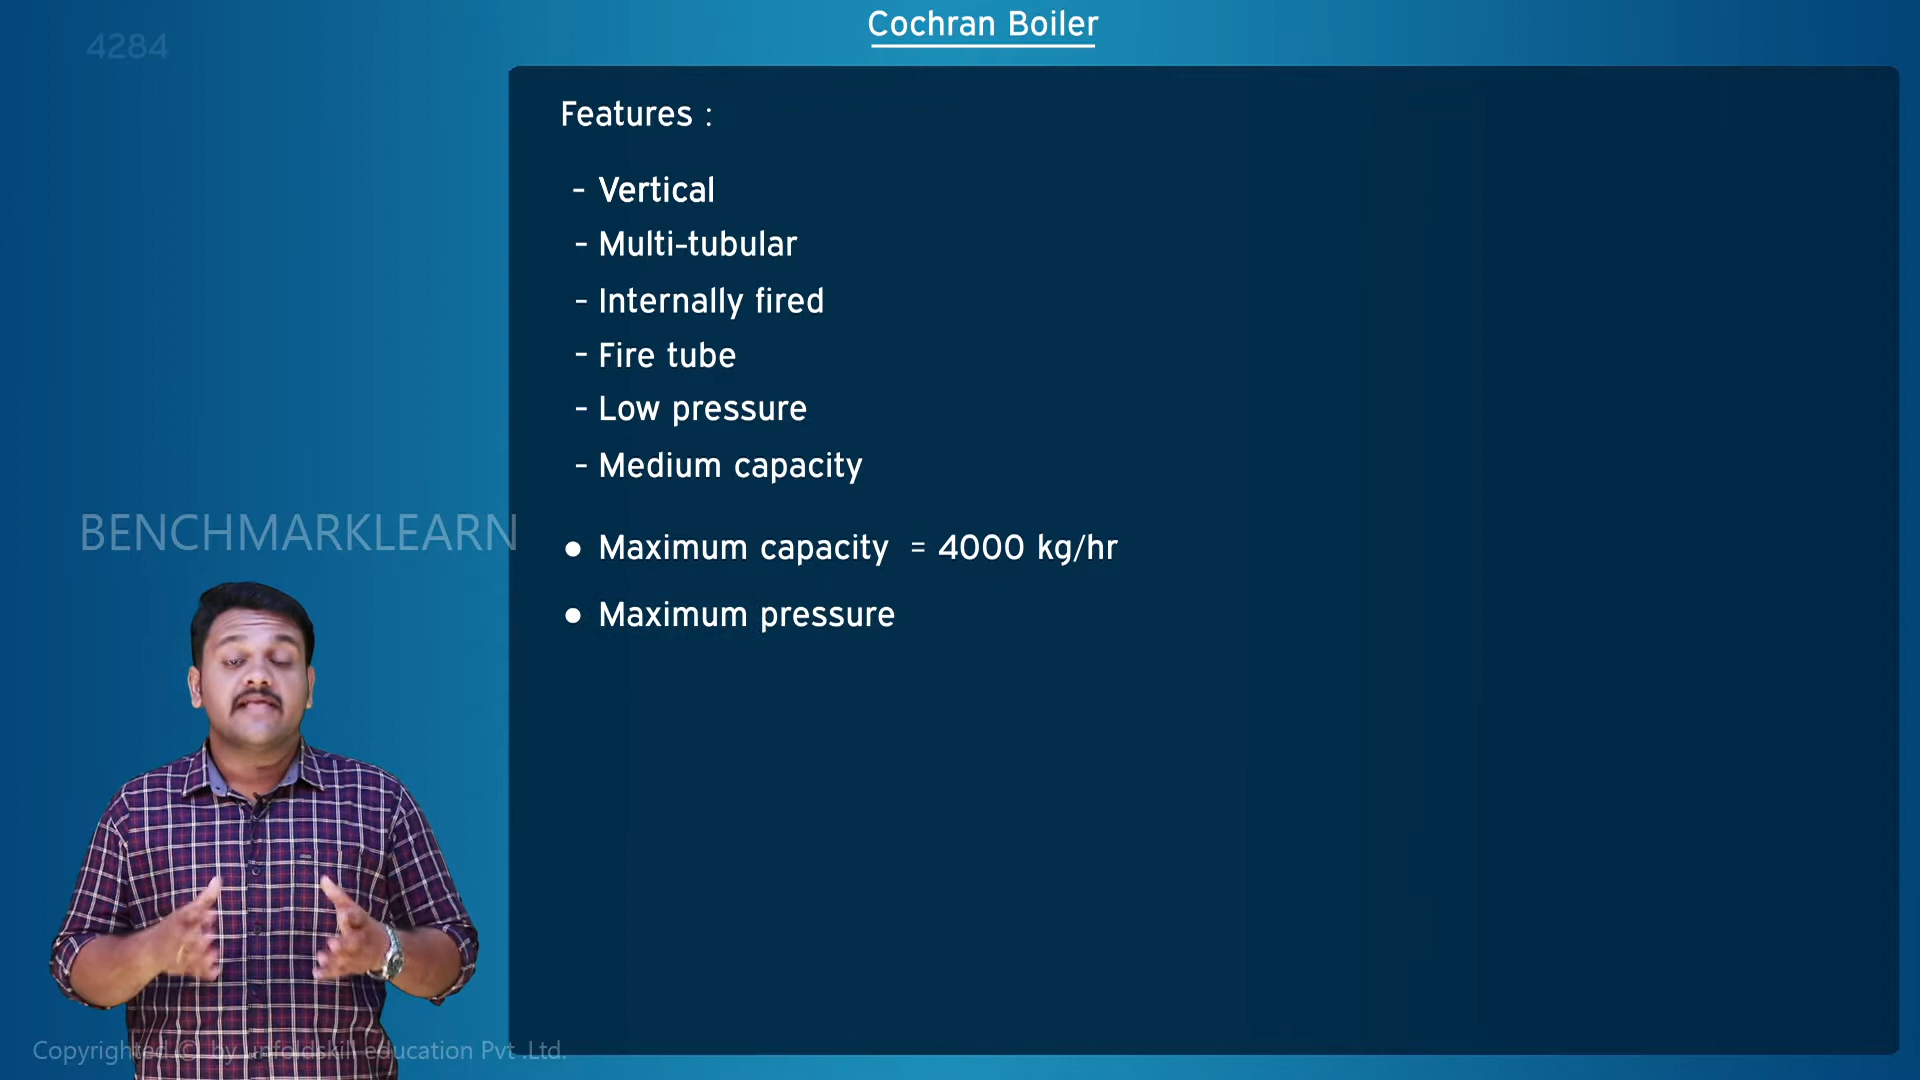 Cochran Boiler
4284
Features :
- Vertical
- Multi-tubular
- Internally fired
- Fire tube
- Low pressure
- Medium capacity
BENCHMARKLEARN
● Maximum capacity = 4000 kg/hr
● Maximum pressure
Copyrighted © by unfoldskill education Pvt .Ltd.